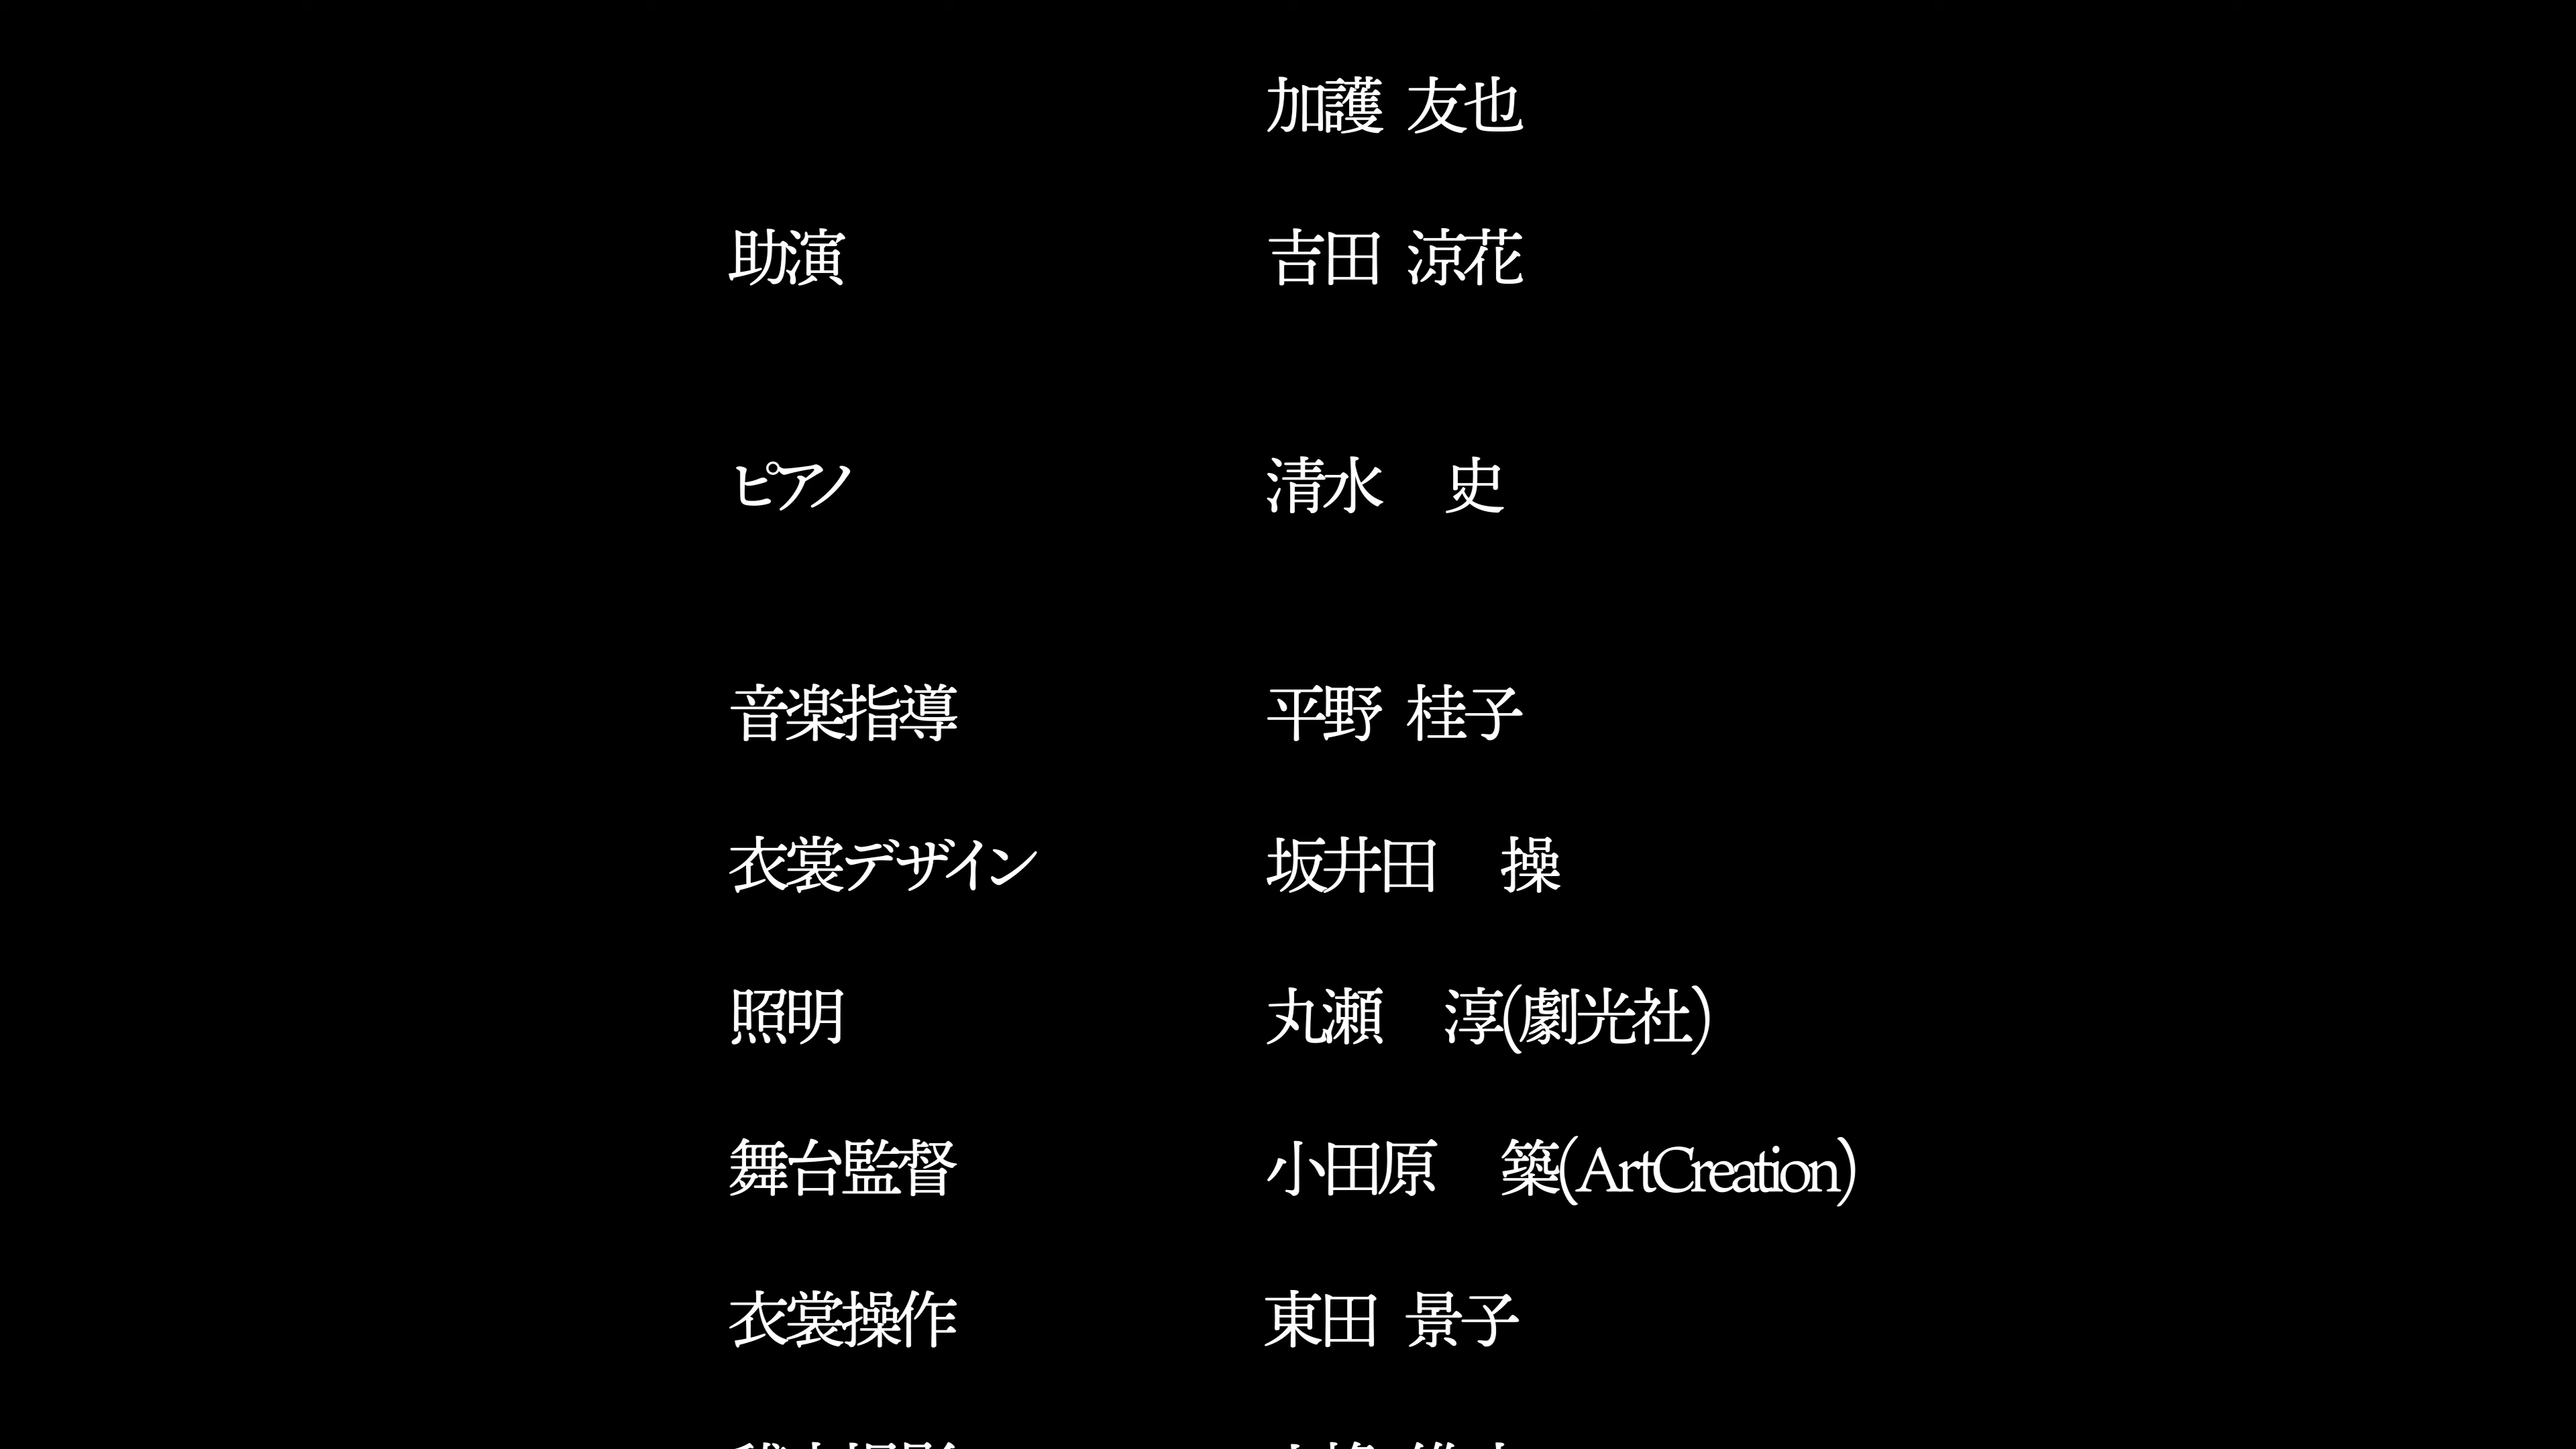 加護 友也
助演 吉田 涼花
ピアノ 清水 史
音楽指導 平野 桂子
衣裳デザイン 坂井田 操
照明 丸瀬 淳(劇光社)
舞台監督 小田原 築(ArtCreation)
衣裳操作 東田 景子